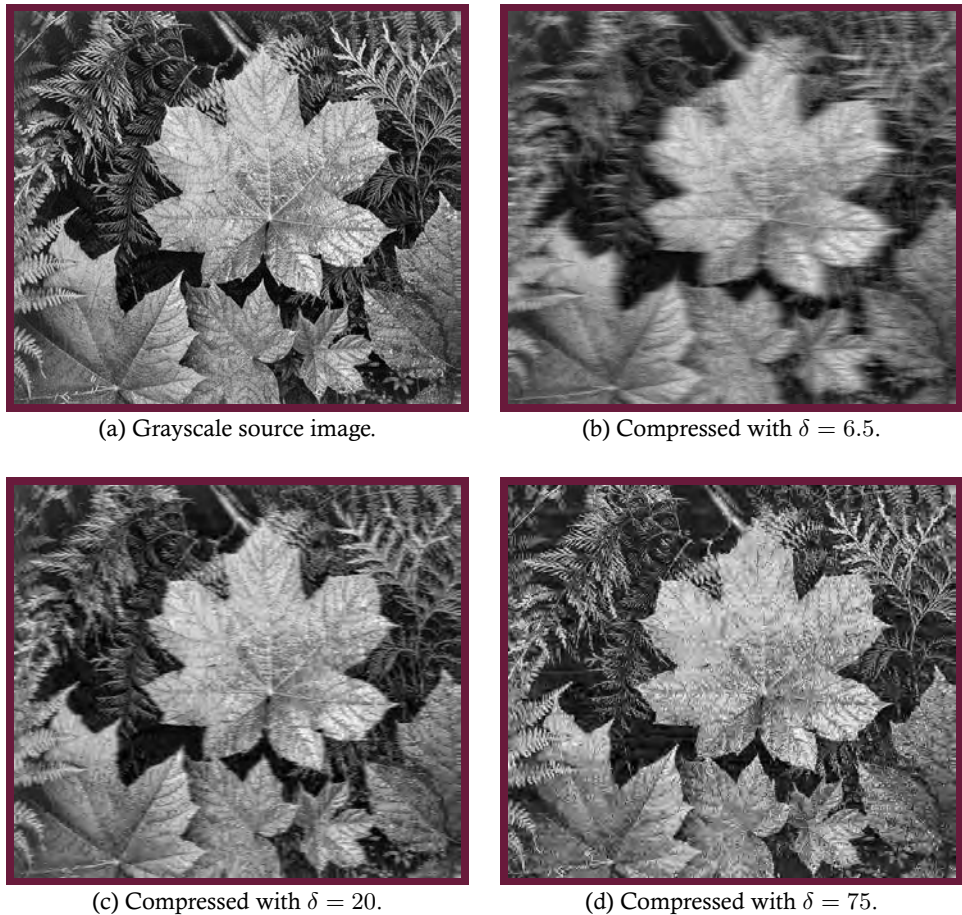 (a) Grayscale source image.
(b) Compressed with δ = 6.5.
(c) Compressed with δ = 20.
(d) Compressed with δ = 75.